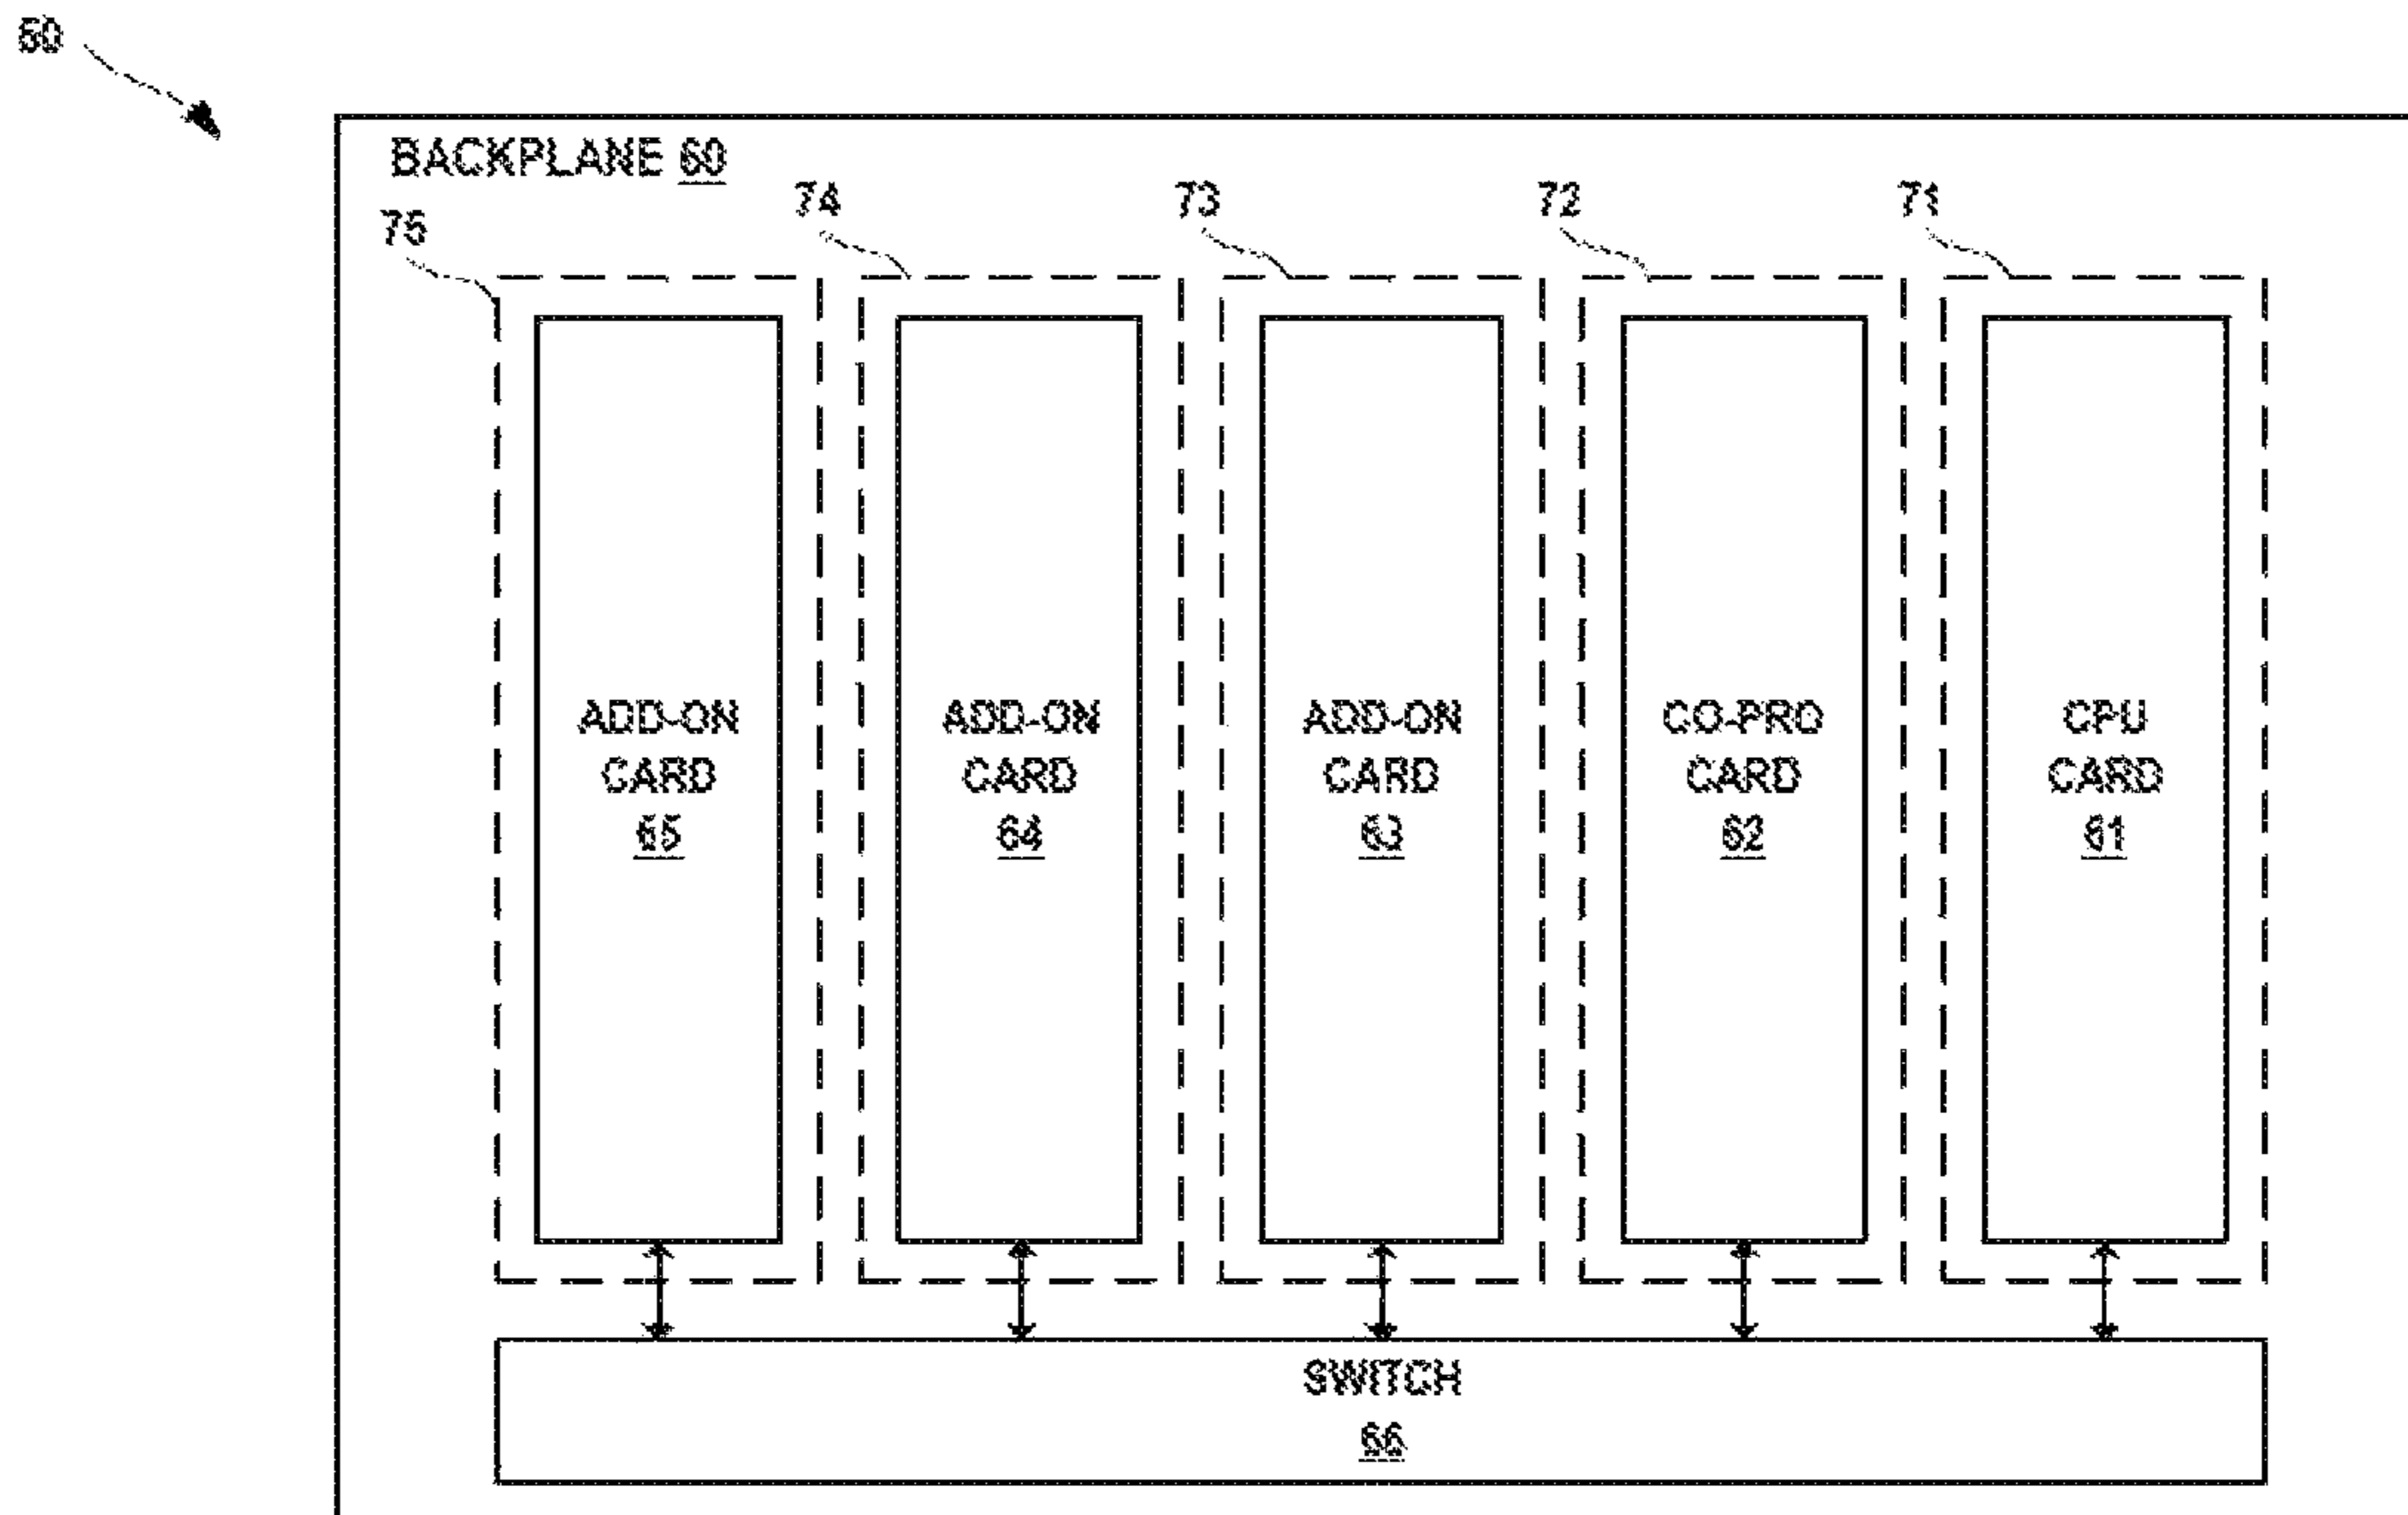 60
BACKPLANE 60
75
74
73
72
71
ADD-ON
CARD
65
ADD-ON
CARD
64
ADD-ON
CARD
63
CO-PRO
CARD
62
CPU
CARD
61
SWITCH
66